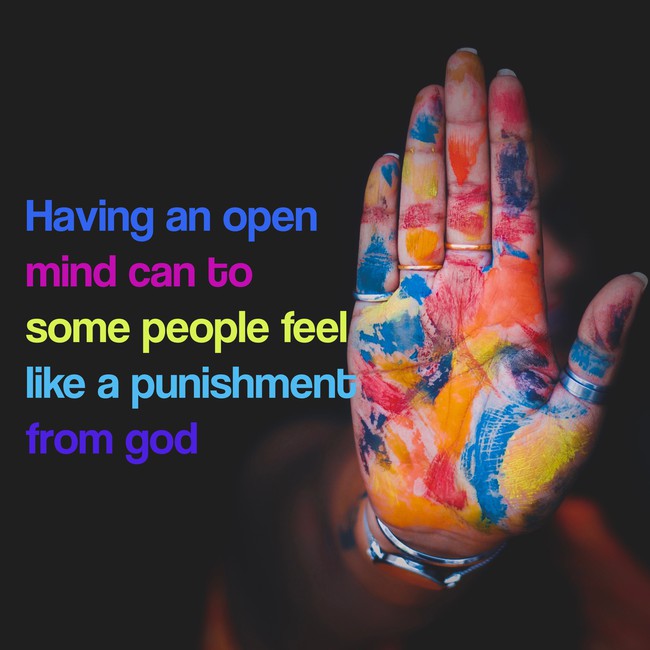 Having an open
mind can to
some people feel
like a punishment
from god